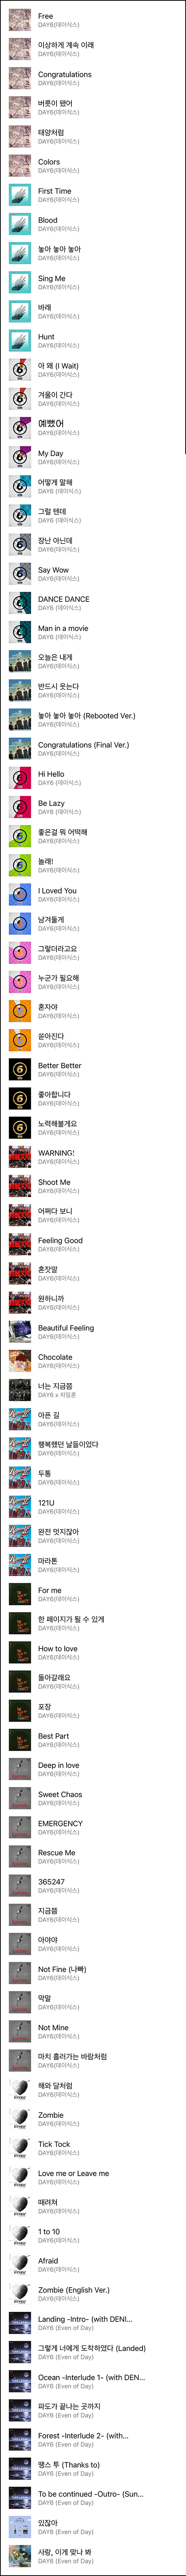 Free
DAY6(데이식스)
이상하게 계속 이래
DAY6(데이식스)
Congratulations
DAY6(데이식스)
버릇이 됐어
DAY6(데이식스)
태양처럼
DAY6(데이식스)
Colors
DAY6(데이식스)
First Time
DAY6(데이식스)
Blood
DAY6(데이식스)
놓아 놓아 놓아
DAY6(데이식스)
Sing Me
DAY6(데이식스)
바래
DAY6(데이식스)
Hunt
DAY6(데이식스)
아 왜 (I Wait)
DAY6(데이식스)
겨울이 간다
DAY6(데이식스)
예뻤어
DAY6 (데이식스)
My Day
DAY6 (데이식스)
어떻게 말해
DAY6 (데이식스)
그럴 텐데
DAY6 (데이식스)
장난 아닌데
DAY6 (데이식스)
Say Wow
DAY6 (데이식스)
DANCE DANCE
DAY6 (데이식스)
Man in a movie
DAY6 (데이식스)
오늘은 내게
DAY6(데이식스)
반드시 웃는다
DAY6(데이식스)
놓아 놓아 놓아 (Rebooted Ver.)
DAY6(데이식스)
Congratulations (Final Ver.)
DAY6(데이식스)
Hi Hello
DAY6 (데이식스)
Be Lazy
DAY6 (데이식스)
좋은걸 뭐 어떡해
DAY6(데이식스)
놀래!
DAY6(데이식스)
I Loved You
DAY6(데이식스)
남겨둘게
DAY6(데이식스)
그렇더라고요
DAY6(데이식스)
누군가 필요해
DAY6(데이식스)
혼자야
DAY6(데이식스)
쏟아진다
DAY6(데이식스)
Better Better
DAY6(데이식스)
좋아합니다
DAY6(데이식스)
노력해볼게요
DAY6(데이식스)
WARNING!
DAY6(데이식스)
Shoot Me
DAY6(데이식스)
어쩌다 보니
DAY6(데이식스)
Feeling Good
DAY6(데이식스)
혼잣말
DAY6(데이식스)
원하니까
DAY6(데이식스)
Beautiful Feeling
DAY6(데이식스)
Chocolate
DAY6(데이식스)
너는 지금쯤
DAY6 x 차일훈
아픈 길
DAY6(데이식스)
행복했던 날들이었다
DAY6(데이식스)
두통
DAY6(데이식스)
121U
DAY6(데이식스)
완전 멋지잖아
DAY6(데이식스)
마라톤
DAY6(데이식스)
For me
DAY6(데이식스)
한 페이지가 될 수 있게
DAY6(데이식스)
How to love
DAY6(데이식스)
돌아갈래요
DAY6(데이식스)
포장
DAY6(데이식스)
Best Part
DAY6(데이식스)
Deep in love
DAY6(데이식스)
Sweet Chaos
DAY6(데이식스)
EMERGENCY
DAY6(데이식스)
Rescue Me
DAY6(데이식스)
365247
DAY6(데이식스)
지금쯤
DAY6(데이식스)
아야야
DAY6(데이식스)
Not Fine (나빠)
DAY6(데이식스)
막말
DAY6(데이식스)
Not Mine
DAY6(데이식스)
마치 흘러가는 바람처럼
DAY6(데이식스)
해와 달처럼
DAY6(데이식스)
Zombie
DAY6(데이식스)
Tick Tock
DAY6(데이식스)
Love me or Leave me
DAY6(데이식스)
때려쳐
DAY6(데이식스)
1 to 10
DAY6(데이식스)
Afraid
DAY6(데이식스)
Zombie (English Ver.)
DAY6(데이식스)
Landing -Intro- (with DENI...
DAY6 (Even of Day)
그렇게 너에게 도착하였다 (Landed)
DAY6 (Even of Day)
Ocean -Interlude 1- (with DEN...
DAY6 (Even of Day)
파도가 끝나는 곳까지
DAY6 (Even of Day)
Forest -Interlude 2- (with...
DAY6 (Even of Day)
땡스 투 (Thanks to)
DAY6 (Even of Day)
To be continued -Outro- (Sun...
DAY6 (Even of Day)
있잖아
DAY6 (Even of Day)
사랑, 이게 맞나 봐
DAY6 (Even of Day)